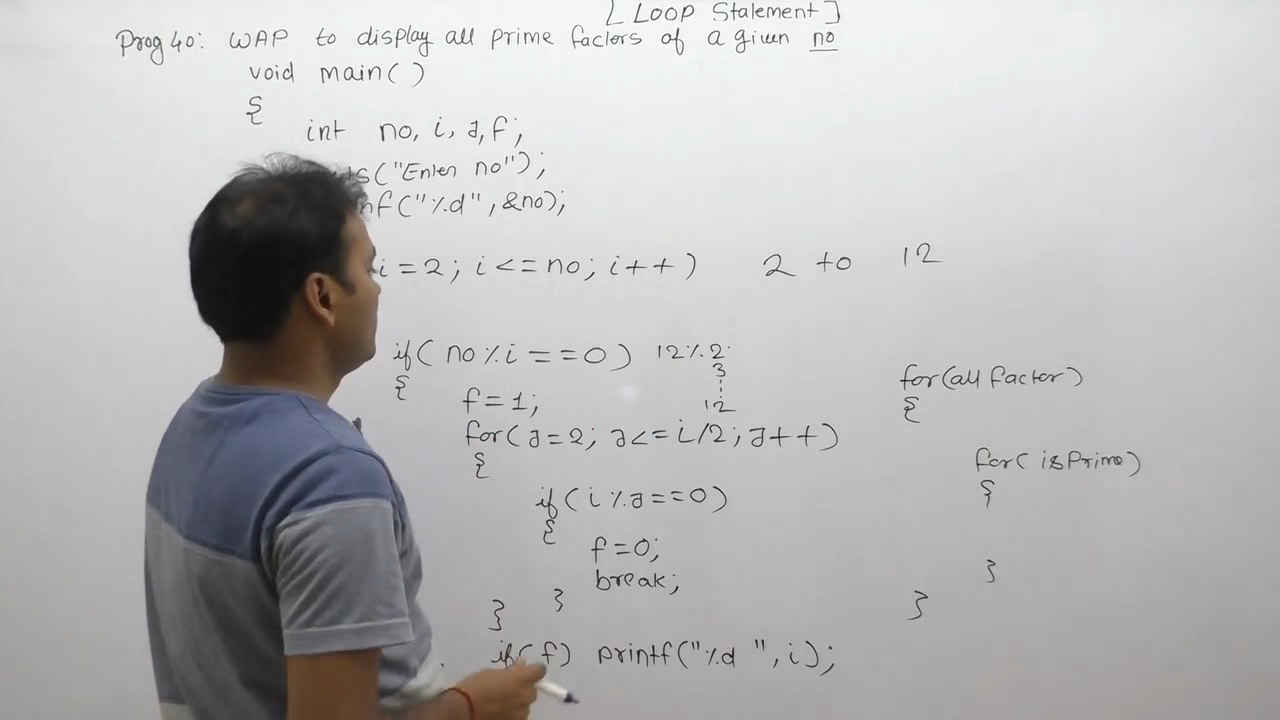 [ Loop Statement ]
Prog 40: WAP to display all prime factors of a given no
void main( )
{
int no, i, J, f;
ts("Enter no");
nf("%d", &no);
i = 2; i <= no; i++ ) 2 to 12
if( no % i == 0 ) 12 % 2
3
{
f = 1;
12
for( J = 2; J <= i/2; J++ )
{
if( i % J == 0 )
{
f = 0;
break;
}
}
if( f) printf("%d ", i);
for(all factor)
{
for( isPrime)
{
}
}